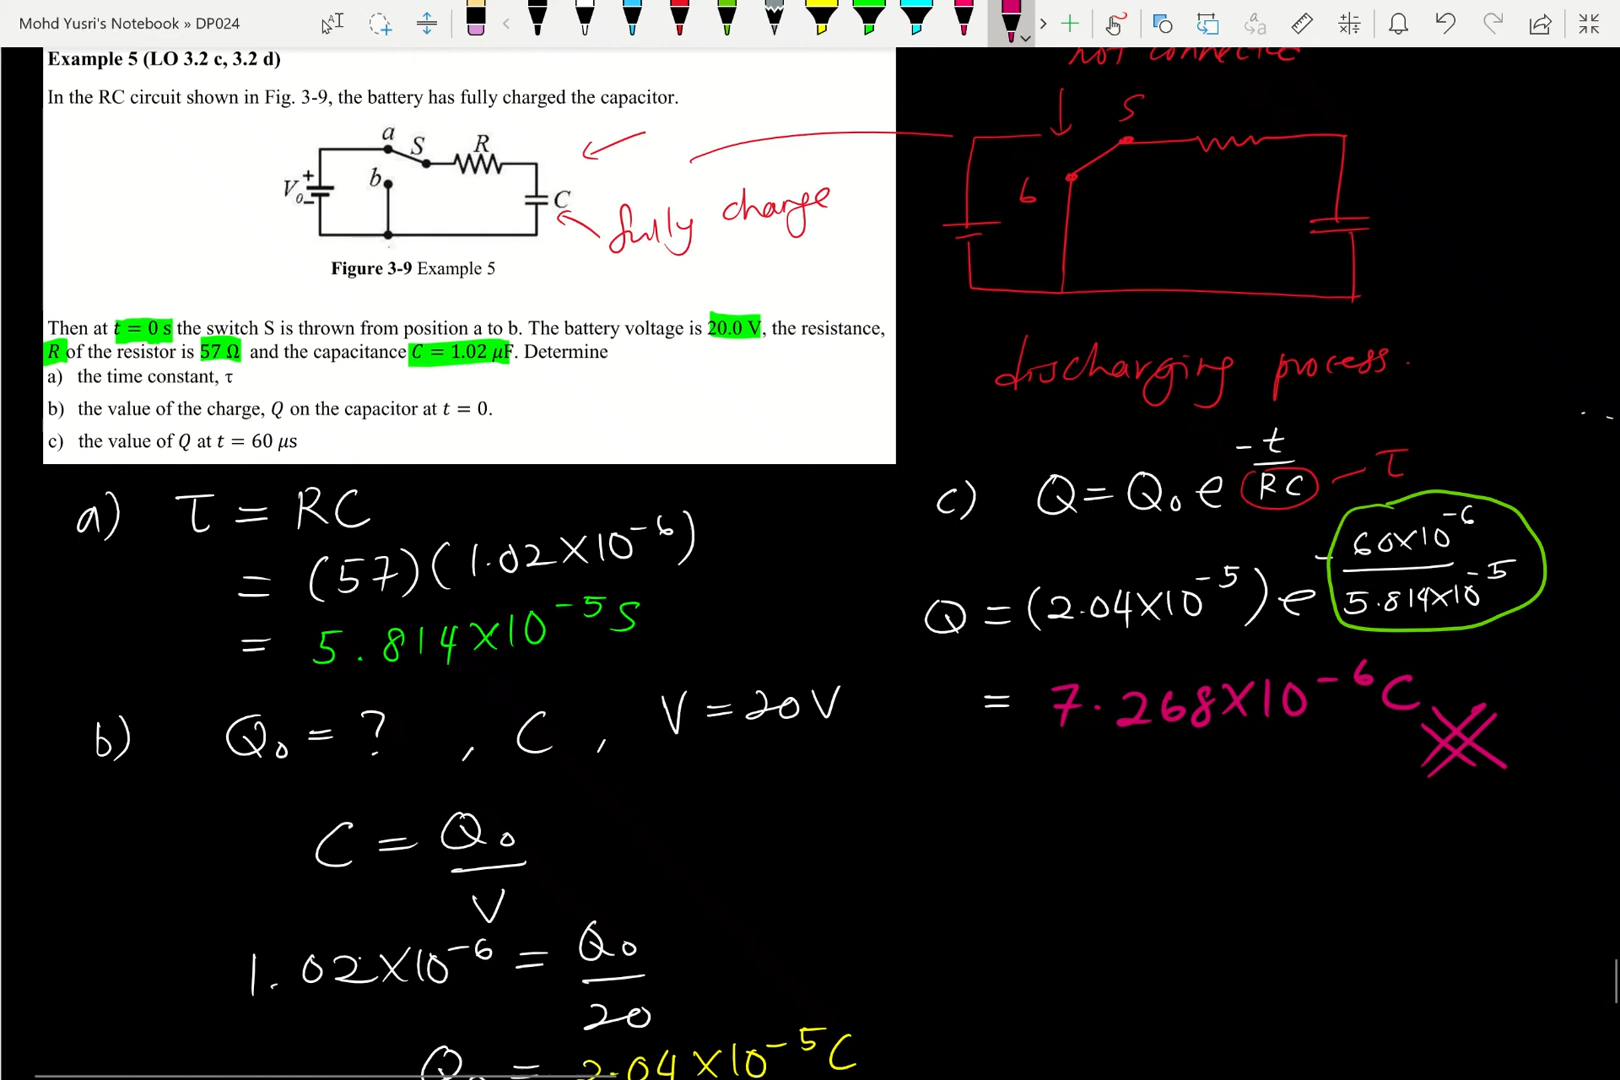 Mohd Yusri's Notebook » DP024
Example 5 (LO 3.2 c, 3.2 d)
In the RC circuit shown in Fig. 3-9, the battery has fully charged the capacitor.
a
S
R
b
V₀
+
-
C
fully charge
Figure 3-9 Example 5
Then at t = 0 s the switch S is thrown from position a to b. The battery voltage is 20.0 V, the resistance,
R of the resistor is 57 Ω and the capacitance C = 1.02 μF. Determine
a) the time constant, τ
b) the value of the charge, Q on the capacitor at t = 0.
c) the value of Q at t = 60 μs
not connecte
S
b
discharging process.
a) τ = RC
= (57)(1.02×10⁻⁶)
= 5.814×10⁻⁵ s
b) Q₀ = ? , C , V = 20V
C = Q₀/V
1.02×10⁻⁶ = Q₀/20
Q₀ = 2.04×10⁻⁵ C
c) Q = Q₀ e^(-t/RC) — τ
Q = (2.04×10⁻⁵) e^(-60×10⁻⁶/5.814×10⁻⁵)
= 7.268×10⁻⁶ C